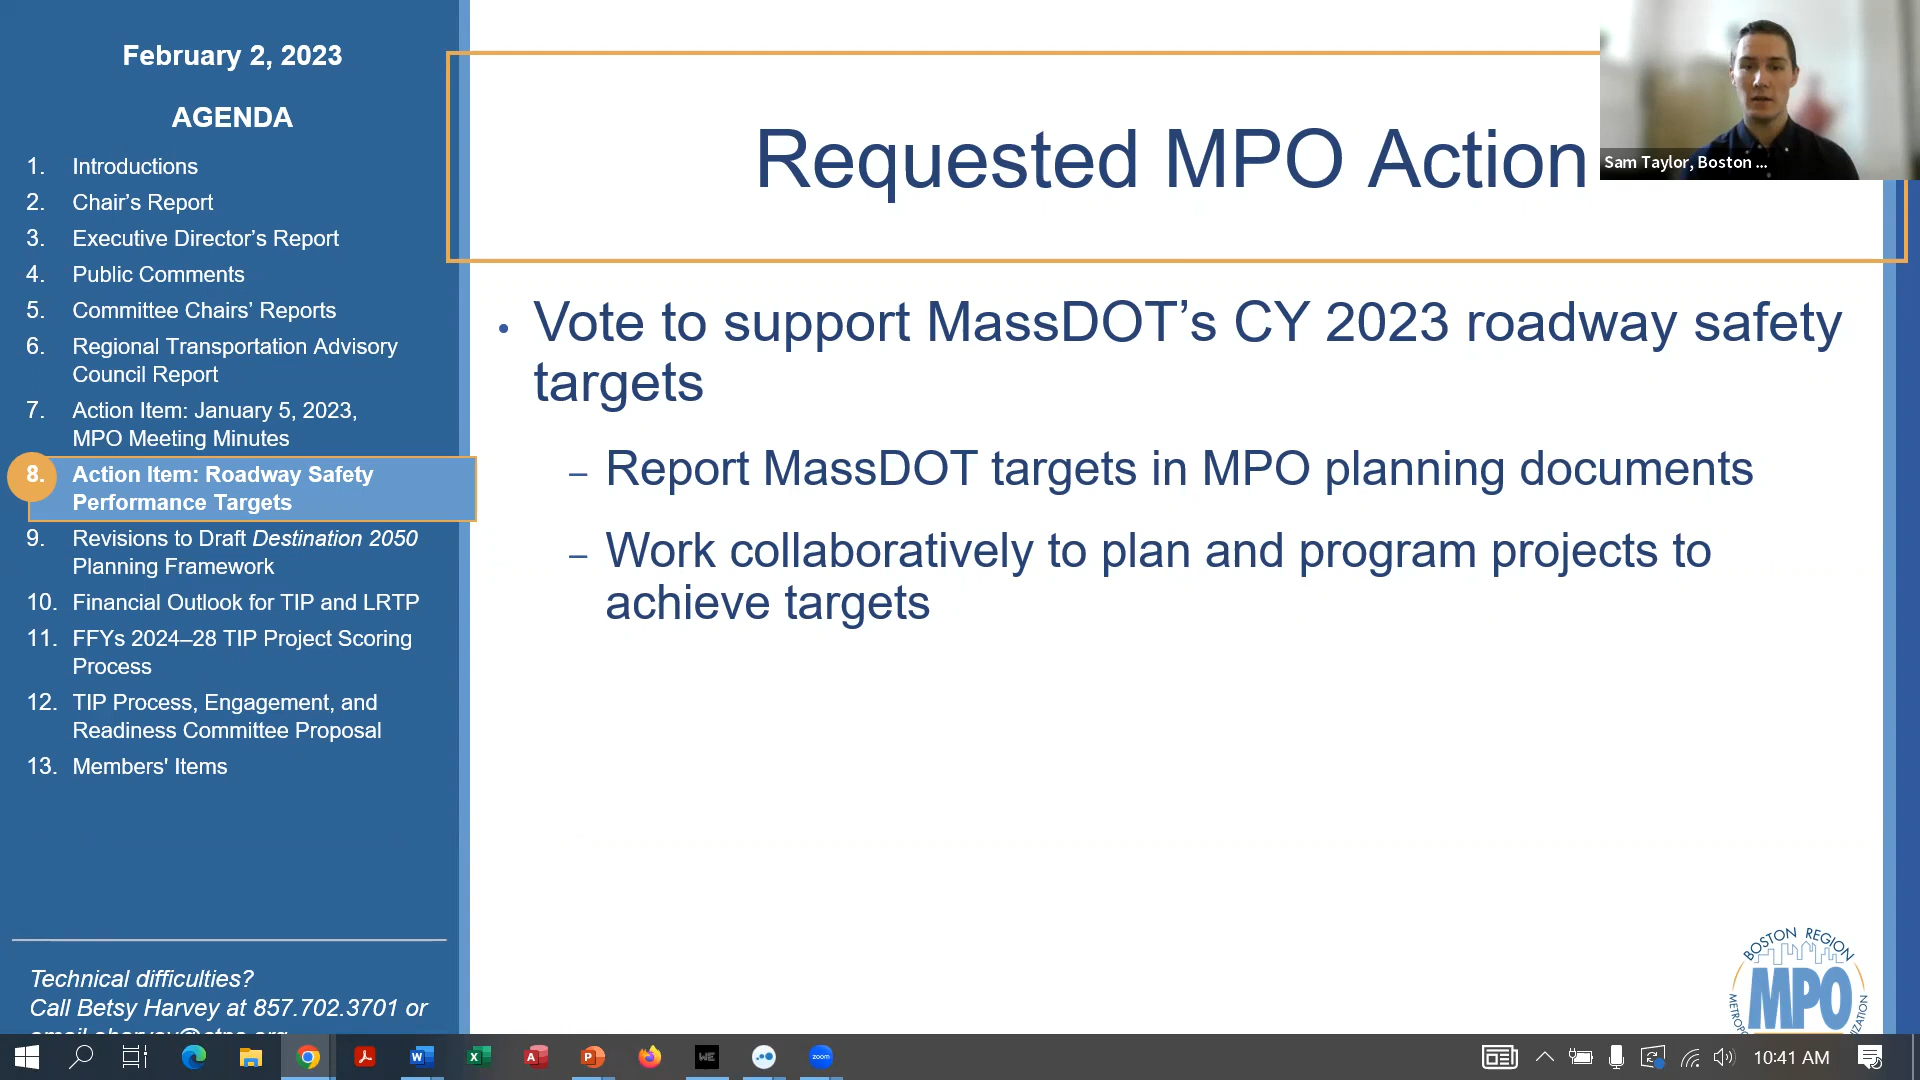 February 2, 2023
AGENDA
1. Introductions
2. Chair’s Report
3. Executive Director’s Report
4. Public Comments
5. Committee Chairs’ Reports
6. Regional Transportation Advisory
Council Report
7. Action Item: January 5, 2023,
MPO Meeting Minutes
8. Action Item: Roadway Safety
Performance Targets
9. Revisions to Draft Destination 2050
Planning Framework
10. Financial Outlook for TIP and LRTP
11. FFYs 2024–28 TIP Project Scoring
Process
12. TIP Process, Engagement, and
Readiness Committee Proposal
13. Members' Items
Technical difficulties?
Call Betsy Harvey at 857.702.3701 or
Requested MPO Action
Sam Taylor, Boston ...
• Vote to support MassDOT’s CY 2023 roadway safety
targets
– Report MassDOT targets in MPO planning documents
– Work collaboratively to plan and program projects to
achieve targets
BOSTON REGION
MPO
W
X
A
P
WE
zoom
10:41 AM